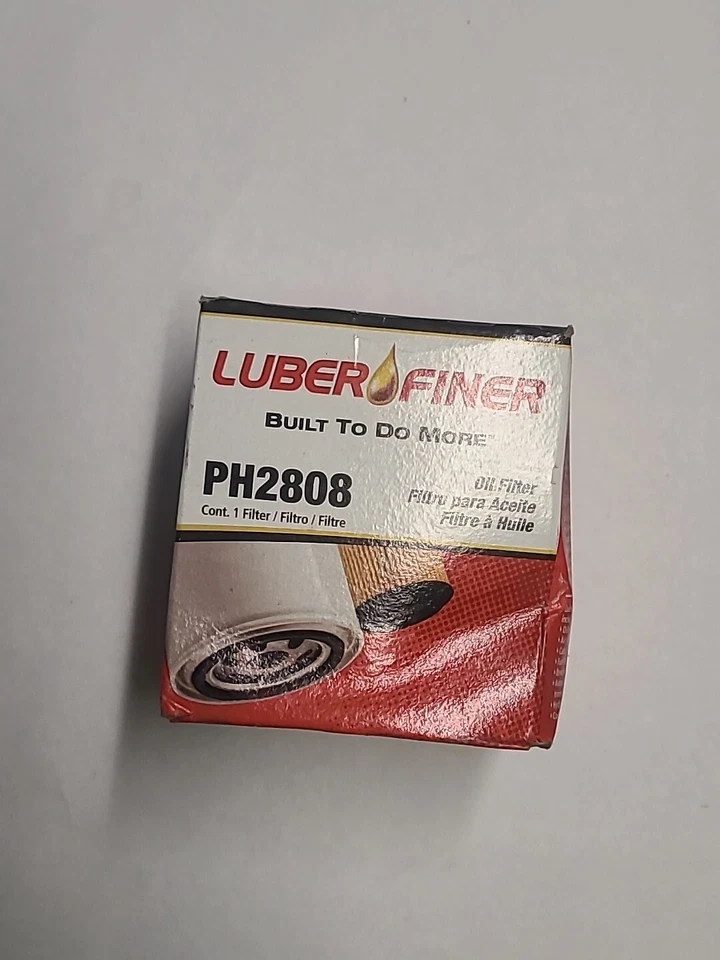 LUBER FINER
BUILT TO DO MORE™
PH2808
Cont. 1 Filter / Filtro / Filtre
Oil Filter
Filtro para Aceite
Filtre à Huile